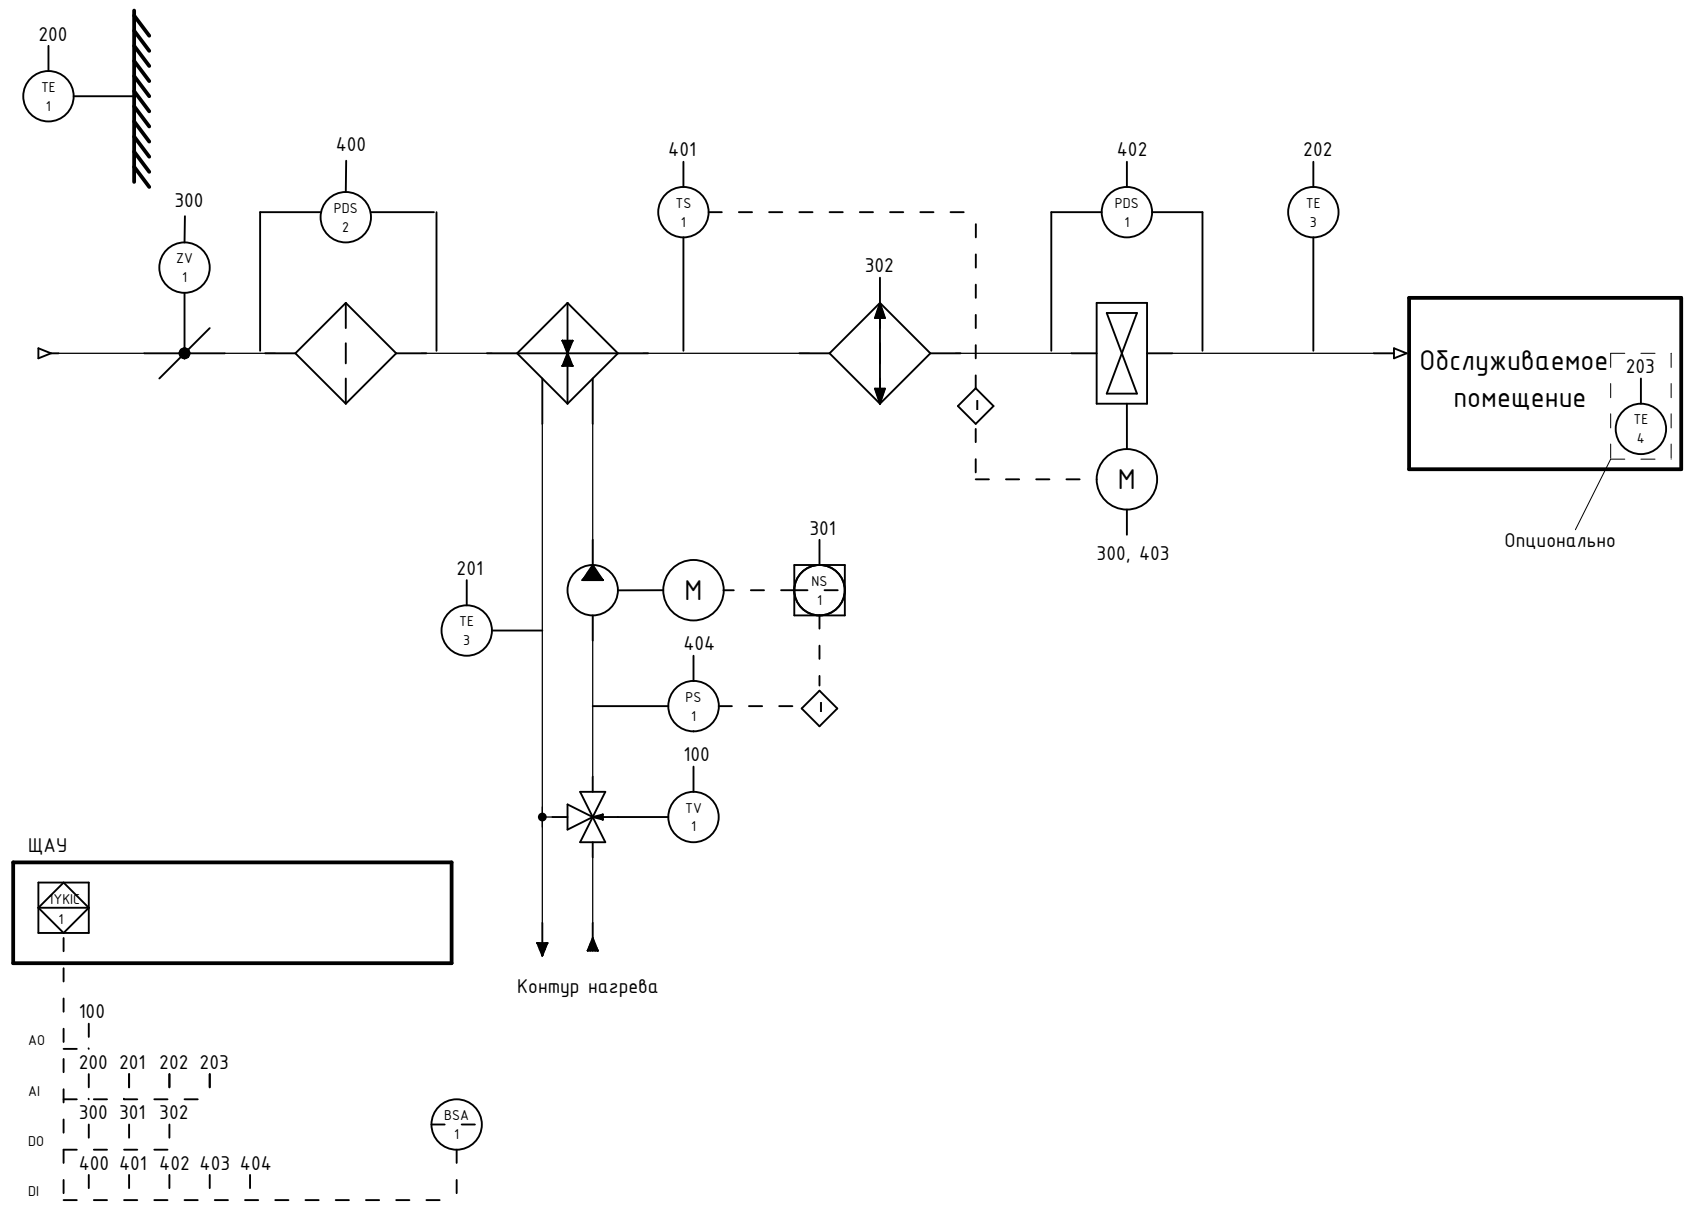 200
TE
1
400
401
402
202
PDS
2
TS
1
PDS
1
TE
3
300
ZV
1
302
Обслуживаемое
помещение
203
TE
4
Опционально
301
300, 403
201
M
M
NS
1
TE
3
404
PS
1
100
TV
1
ЩАУ
TYKIC
1
Контур нагрева
100
AO
200 201 202 203
AI
300 301 302
DO
BSA
1
400 401 402 403 404
DI